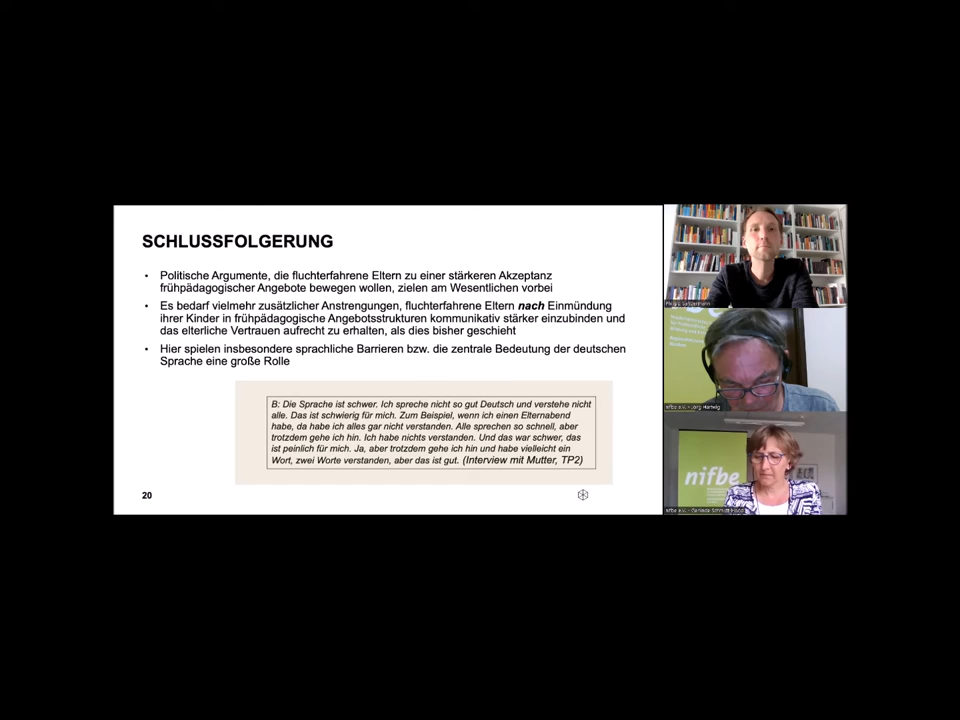 SCHLUSSFOLGERUNG
• Politische Argumente, die fluchterfahrene Eltern zu einer stärkeren Akzeptanz
frühpädagogischer Angebote bewegen wollen, zielen am Wesentlichen vorbei
• Es bedarf vielmehr zusätzlicher Anstrengungen, fluchterfahrene Eltern nach Einmündung
ihrer Kinder in frühpädagogische Angebotsstrukturen kommunikativ stärker einzubinden und
das elterliche Vertrauen aufrecht zu erhalten, als dies bisher geschieht
• Hier spielen insbesondere sprachliche Barrieren bzw. die zentrale Bedeutung der deutschen
Sprache eine große Rolle
B: Die Sprache ist schwer. Ich spreche nicht so gut Deutsch und verstehe nicht
alle. Das ist schwierig für mich. Zum Beispiel, wenn ich einen Elternabend
habe, da habe ich alles gar nicht verstanden. Alle sprechen so schnell, aber
trotzdem gehe ich hin. Ich habe nichts verstanden. Und das war schwer, das
ist peinlich für mich. Ja, aber trotzdem gehe ich hin und habe vielleicht ein
Wort, zwei Worte verstanden, aber das ist gut. (Interview mit Mutter, TP2)
20
nifbe e.V. - Jörg Hartwig
nifbe
nifbe e.V. -